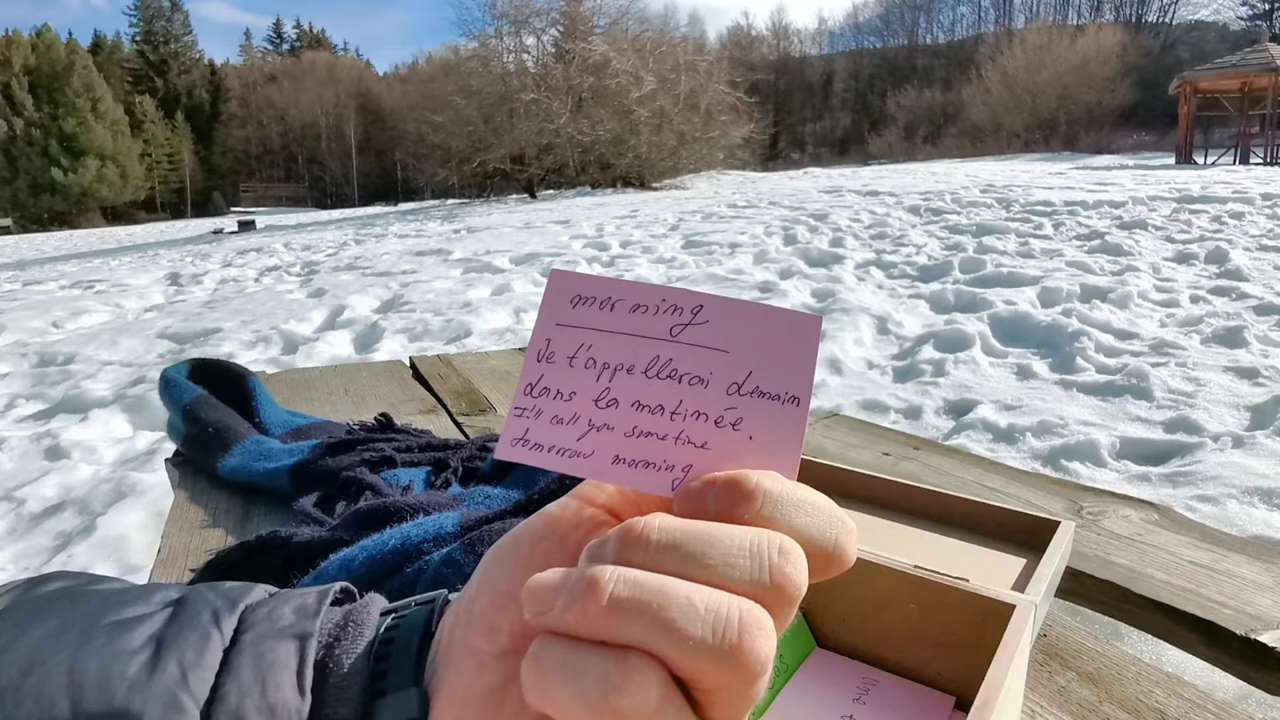 morning
Je t'appellerai demain
dans la matinée.
I'll call you sometime
tomorrow morning